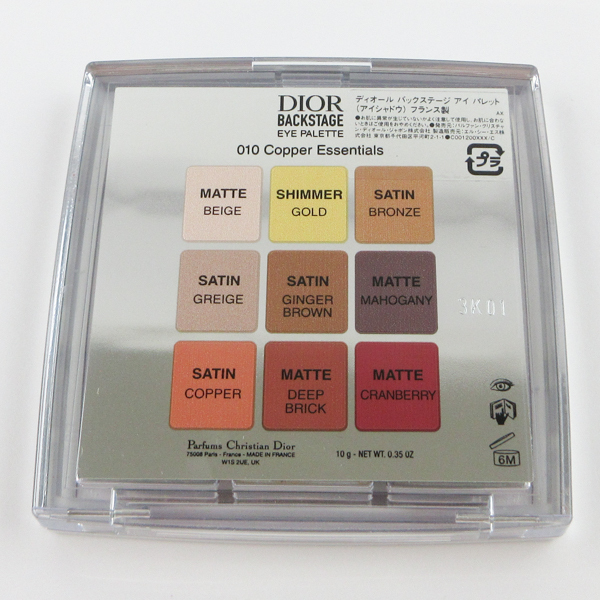 DIOR
BACKSTAGE
EYE PALETTE
010 Copper Essentials
ディオール バックステージ アイ パレット
(アイシャドウ) フランス製
プラ
MATTE
BEIGE
SHIMMER
GOLD
SATIN
BRONZE
SATIN
GREIGE
SATIN
GINGER
BROWN
MATTE
MAHOGANY
3K01
SATIN
COPPER
MATTE
DEEP
BRICK
MATTE
CRANBERRY
Parfums Christian Dior
75008 Paris - France - MADE IN FRANCE
W1S 2UE, UK
10 g - NET WT. 0.35 OZ
6M